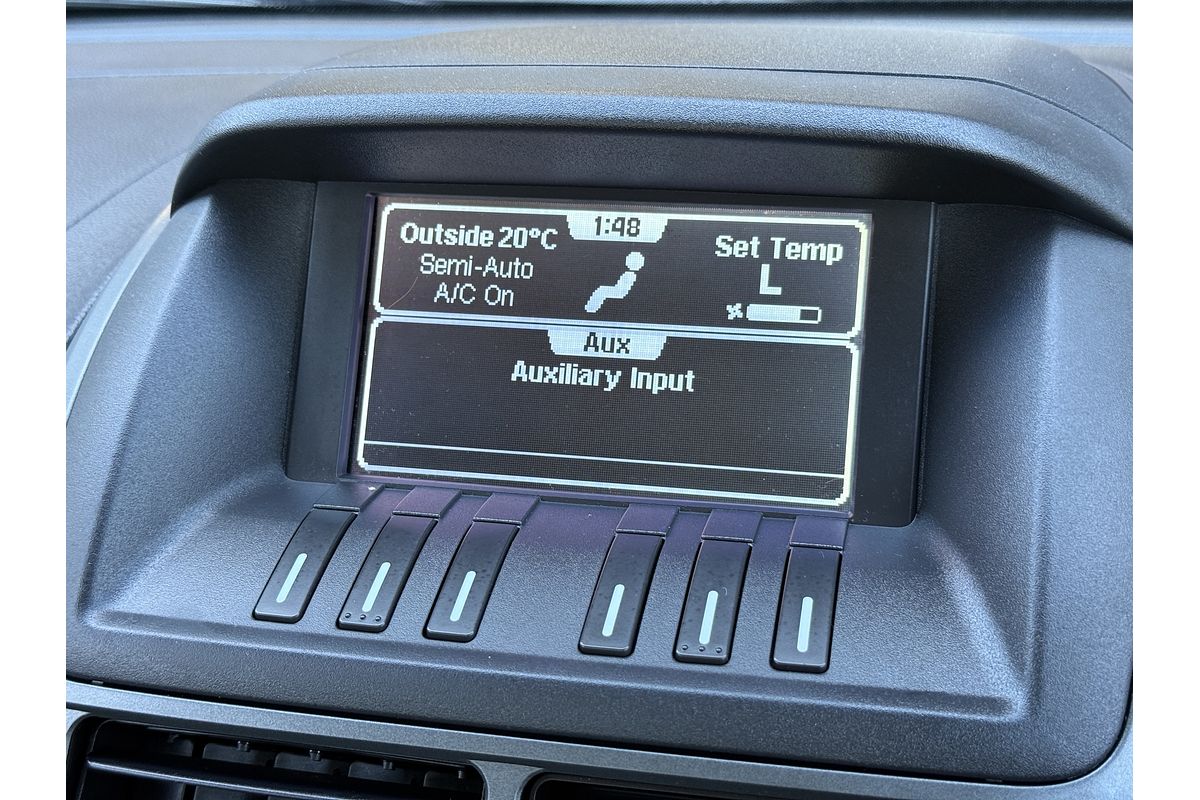 1:48
Outside 20°C
Semi-Auto
A/C On
Set Temp
L
Aux
Auxiliary Input